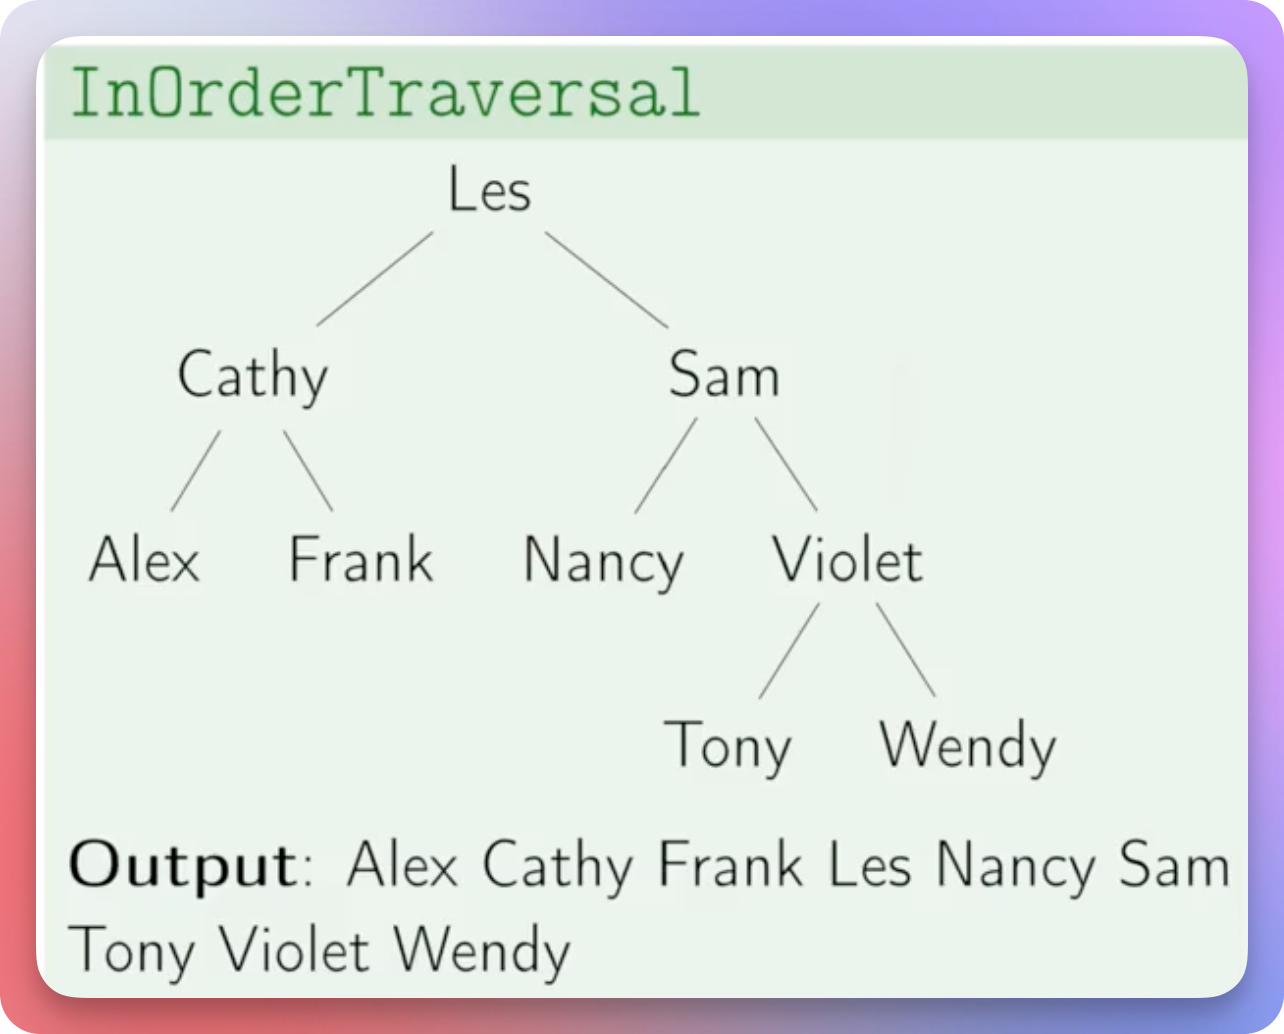 InOrderTraversal
Les
Cathy Sam
Alex Frank Nancy Violet
Tony Wendy
Output: Alex Cathy Frank Les Nancy Sam
Tony Violet Wendy